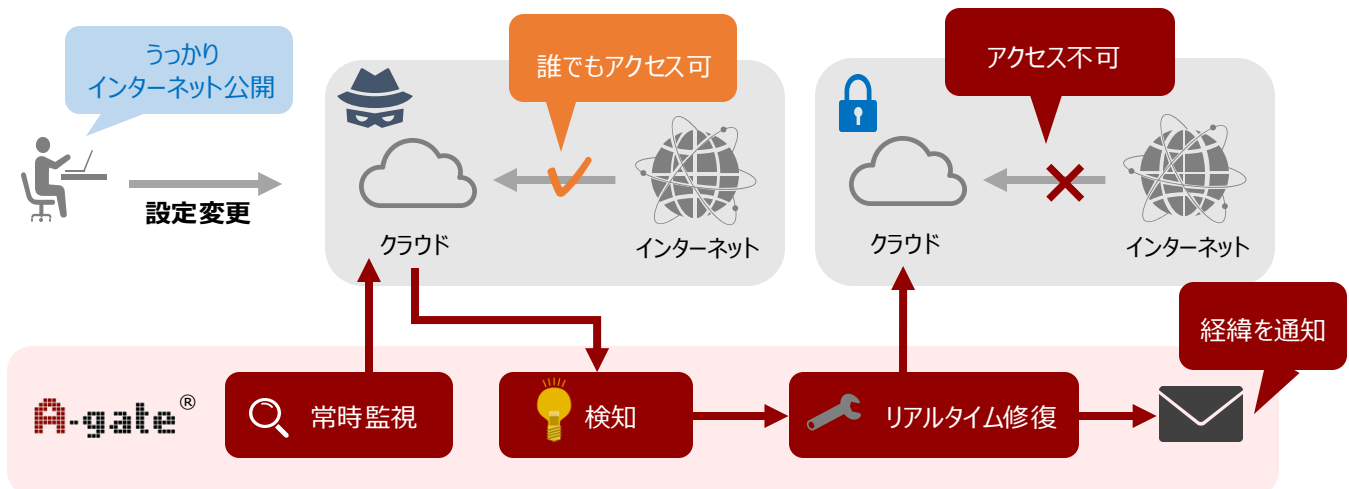 うっかり
インターネット公開
設定変更
誰でもアクセス可
クラウド
インターネット
アクセス不可
クラウド
インターネット
A-gate®
常時監視
検知
リアルタイム修復
経緯を通知